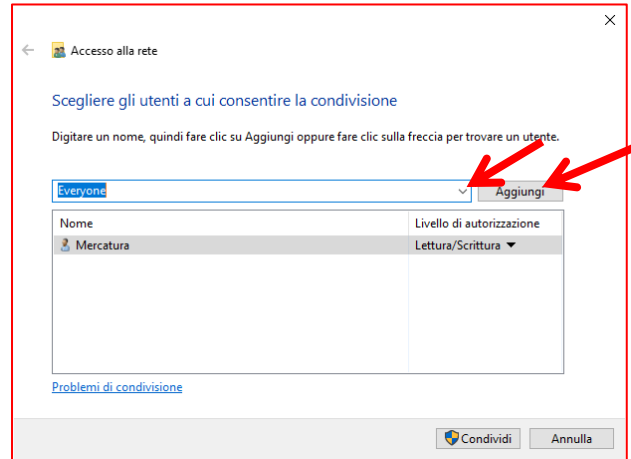 Accesso alla rete
Scegliere gli utenti a cui consentire la condivisione
Digitare un nome, quindi fare clic su Aggiungi oppure fare clic sulla freccia per trovare un utente.
Everyone Aggiungi
Nome Livello di autorizzazione
Mercatura Lettura/Scrittura
Problemi di condivisione
Condividi Annulla